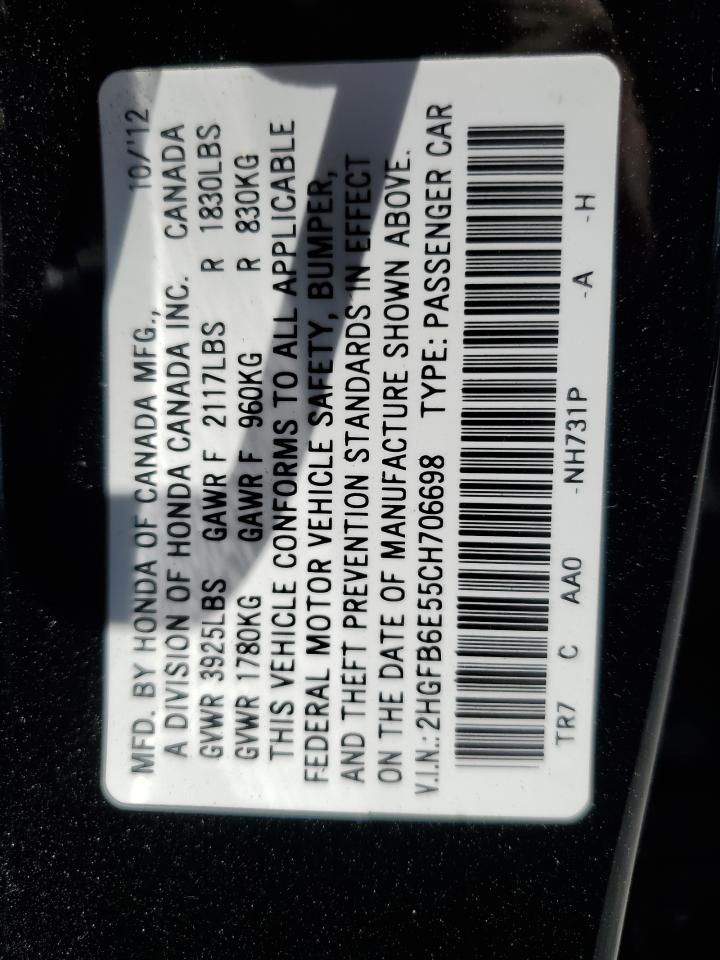 MFD. BY HONDA OF CANADA MFG., 10/'12
A DIVISION OF HONDA CANADA INC. CANADA
GVWR 3925LBS GAWR F 2117LBS R 1830LBS
GVWR 1780KG GAWR F 960KG R 830KG
THIS VEHICLE CONFORMS TO ALL APPLICABLE
FEDERAL MOTOR VEHICLE SAFETY, BUMPER,
AND THEFT PREVENTION STANDARDS IN EFFECT
ON THE DATE OF MANUFACTURE SHOWN ABOVE.
V.I.N.: 2HGFB6E55CH706698 TYPE: PASSENGER CAR
TR7 C AA0 -NH731P -A -H